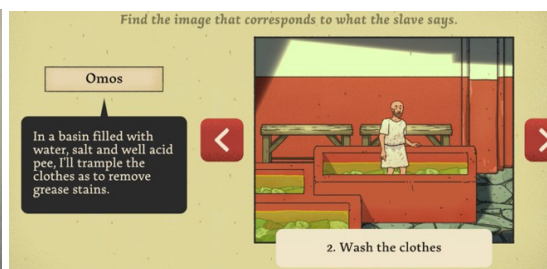 Find the image that corresponds to what the slave says.
Omos
In a basin filled with
water, salt and well acid
pee, I'll trample the
clothes as to remove
grease stains.
2. Wash the clothes